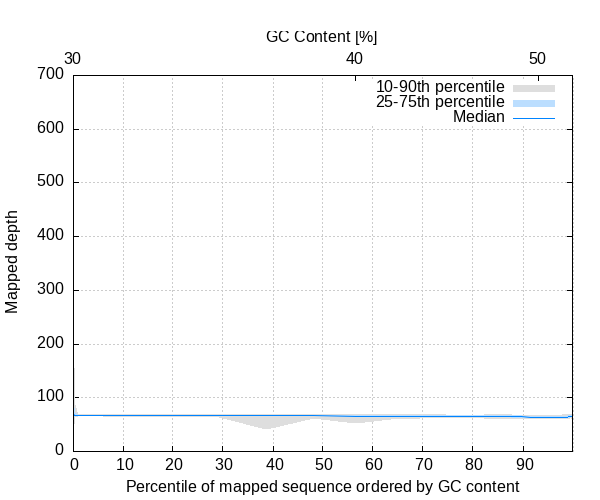 GC Content [%]
30 40 50
700
10-90th percentile
25-75th percentile
Median
600
500
400
300
200
100
0
Mapped depth
0 10 20 30 40 50 60 70 80 90
Percentile of mapped sequence ordered by GC content